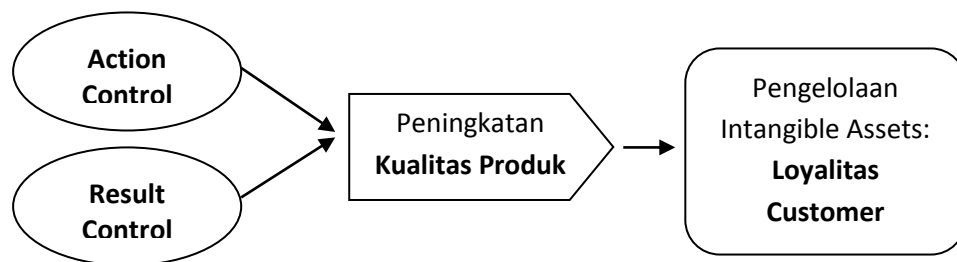 Action
Control
Result
Control
Peningkatan
Kualitas Produk
Pengelolaan
Intangible Assets:
Loyalitas
Customer